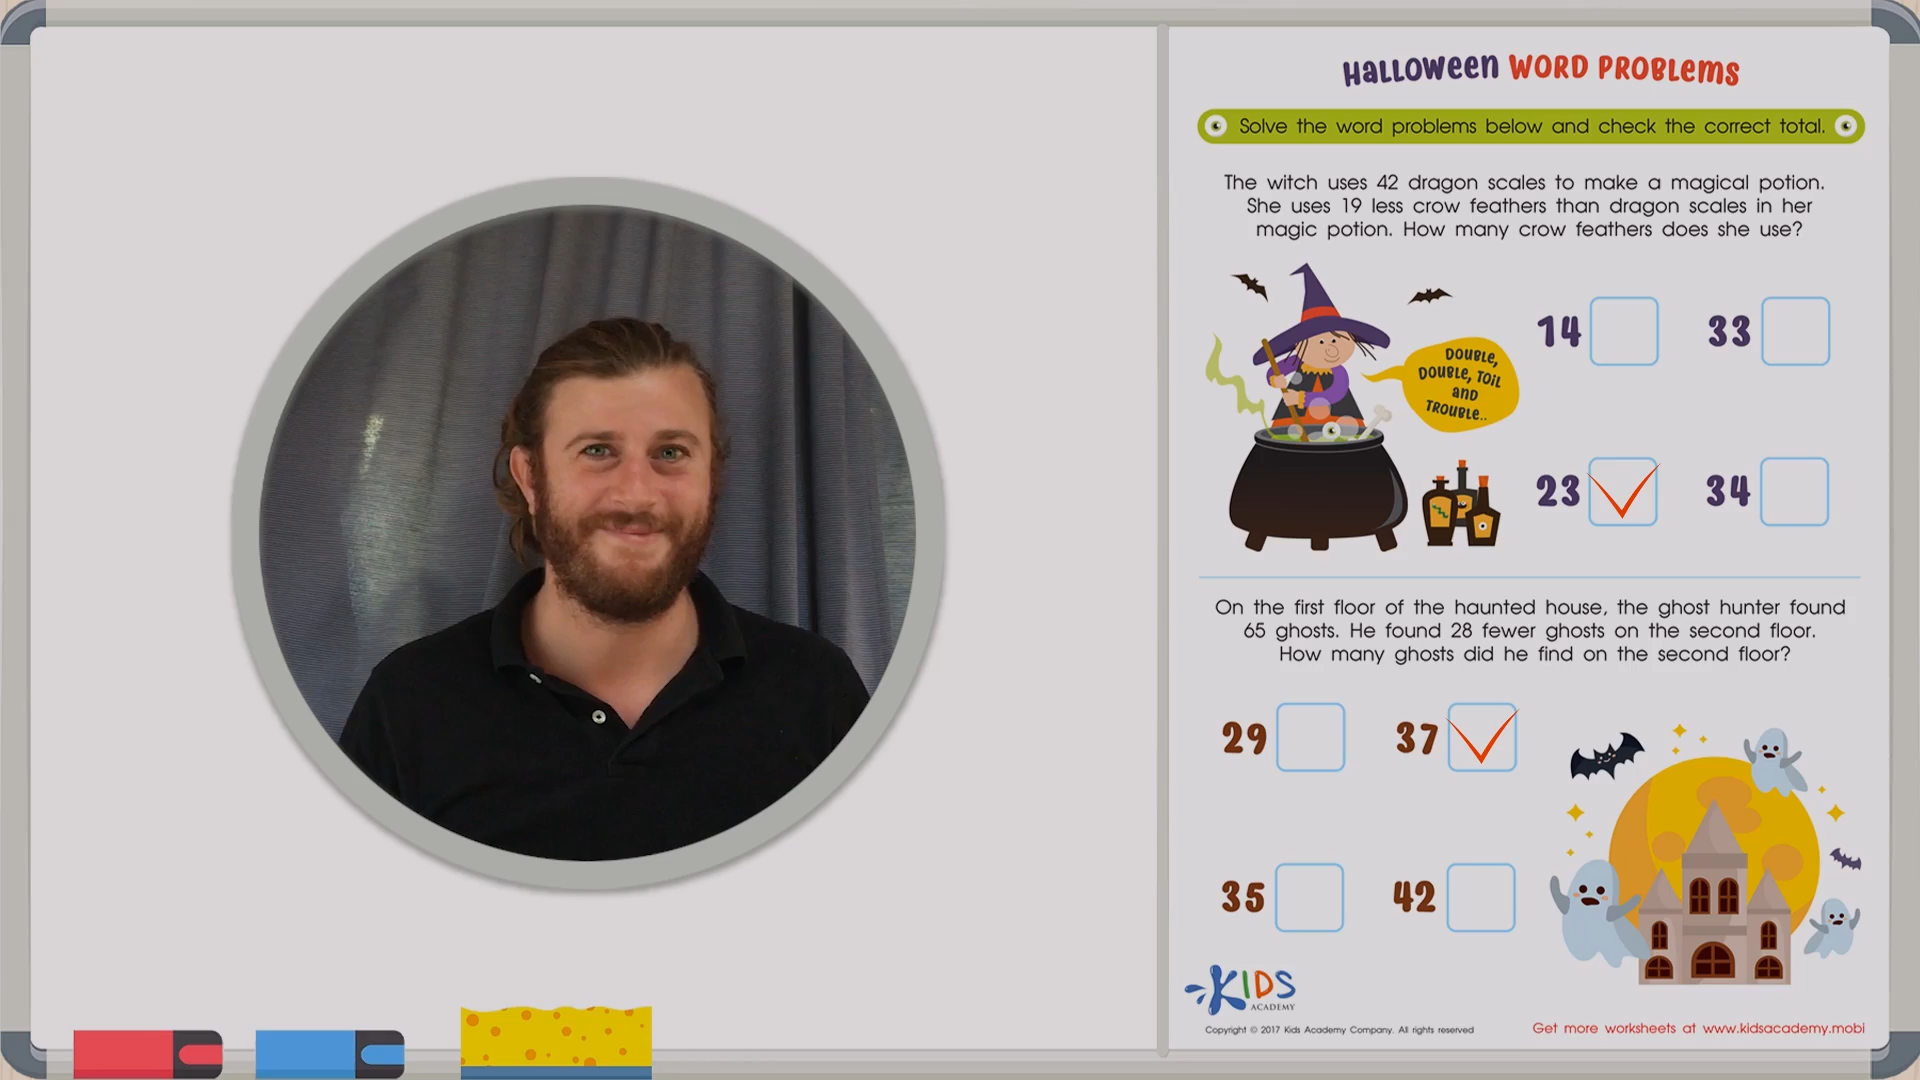 Halloween WORD PROBLEMS
Solve the word problems below and check the correct total.
The witch uses 42 dragon scales to make a magical potion.
She uses 19 less crow feathers than dragon scales in her
magic potion. How many crow feathers does she use?
DOUBLE,
DOUBLE, TOIL
and
TROUBLE..
14
33
23
34
On the first floor of the haunted house, the ghost hunter found
65 ghosts. He found 28 fewer ghosts on the second floor.
How many ghosts did he find on the second floor?
29
37
35
42
KIDS
ACADEMY
Copyright © 2017 Kids Academy Company. All rights reserved
Get more worksheets at www.kidsacademy.mobi